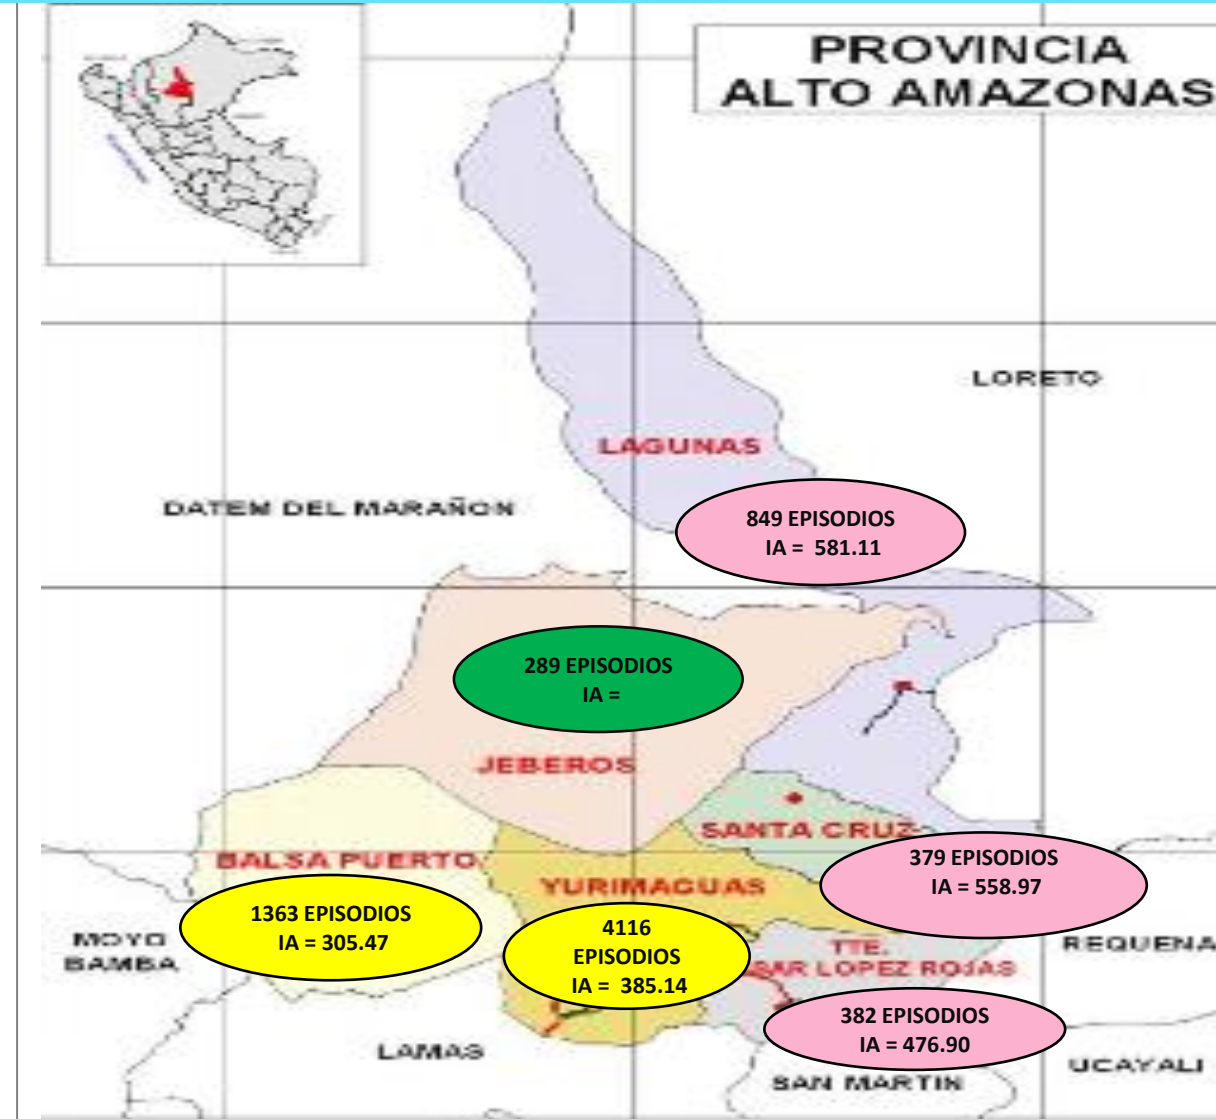 PROVINCIA
ALTO AMAZONAS
LORETO
LAGUNAS
DATEM DEL MARAÑON
849 EPISODIOS
IA =  581.11
289 EPISODIOS
IA =
JEBEROS
SANTA CRUZ
379 EPISODIOS
IA = 558.97
BALSA PUERTO
YURIMAGUAS
1363 EPISODIOS
IA = 305.47
4116
EPISODIOS
IA =  385.14
MOYO
BAMBA
TTE.
SAR LOPEZ ROJAS
REQUENA
382 EPISODIOS
IA = 476.90
LAMAS
UCAYALI
SAN MARTIN